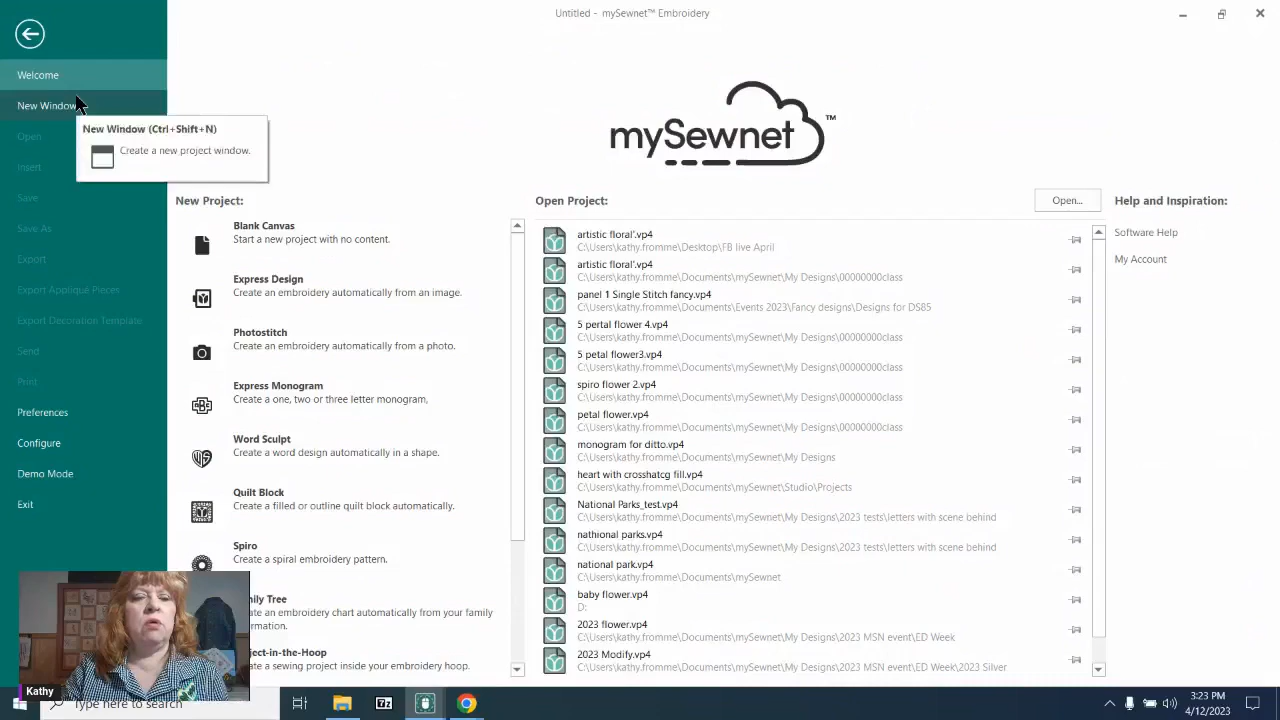 Untitled - mySewnet™ Embroidery
Welcome
New Window
Open
Insert
Save
Save As
Export
Export Appliqué Pieces
Export Decoration Template
Send
Print
Preferences
Configure
Demo Mode
Exit
New Window (Ctrl+Shift+N)
Create a new project window.
mySewnet™
New Project:
Blank Canvas
Start a new project with no content.
Express Design
Create an embroidery automatically from an image.
Photostitch
Create an embroidery automatically from a photo.
Express Monogram
Create a one, two or three letter monogram,
Word Sculpt
Create a word design automatically in a shape.
Quilt Block
Create a filled or outline quilt block automatically.
Spiro
Create a spiral embroidery pattern.
mily Tree
ate an embroidery chart automatically from your family
rmation.
oject-in-the-Hoop
ate a sewing project inside your embroidery hoop.
Open Project:
Open...
artistic floral'.vp4
C:\Users\kathy.fromme\Desktop\FB live April
artistic floral'.vp4
C:\Users\kathy.fromme\Documents\mySewnet\My Designs\00000000class
panel 1 Single Stitch fancy.vp4
C:\Users\kathy.fromme\Documents\Events 2023\Fancy designs\Designs for DS85
5 pertal flower 4.vp4
C:\Users\kathy.fromme\Documents\mySewnet\My Designs\00000000class
5 petal flower3.vp4
C:\Users\kathy.fromme\Documents\mySewnet\My Designs\00000000class
spiro flower 2.vp4
C:\Users\kathy.fromme\Documents\mySewnet\My Designs\00000000class
petal flower.vp4
C:\Users\kathy.fromme\Documents\mySewnet\My Designs\00000000class
monogram for ditto.vp4
C:\Users\kathy.fromme\Documents\mySewnet\My Designs
heart with crosshatcg fill.vp4
C:\Users\kathy.fromme\Documents\mySewnet\Studio\Projects
National Parks_test.vp4
C:\Users\kathy.fromme\Documents\mySewnet\My Designs\2023 tests\letters with scene behind
nathional parks.vp4
C:\Users\kathy.fromme\Documents\mySewnet\My Designs\2023 tests\letters with scene behind
national park.vp4
C:\Users\kathy.fromme\Documents\mySewnet
baby flower.vp4
D:
2023 flower.vp4
C:\Users\kathy.fromme\Documents\mySewnet\My Designs\2023 MSN event\ED Week
2023 Modify.vp4
C:\Users\kathy.fromme\Documents\mySewnet\My Designs\2023 MSN event\ED Week\2023 Silver
Help and Inspiration:
Software Help
My Account
Kathy
Type here to search
3:23 PM
4/12/2023